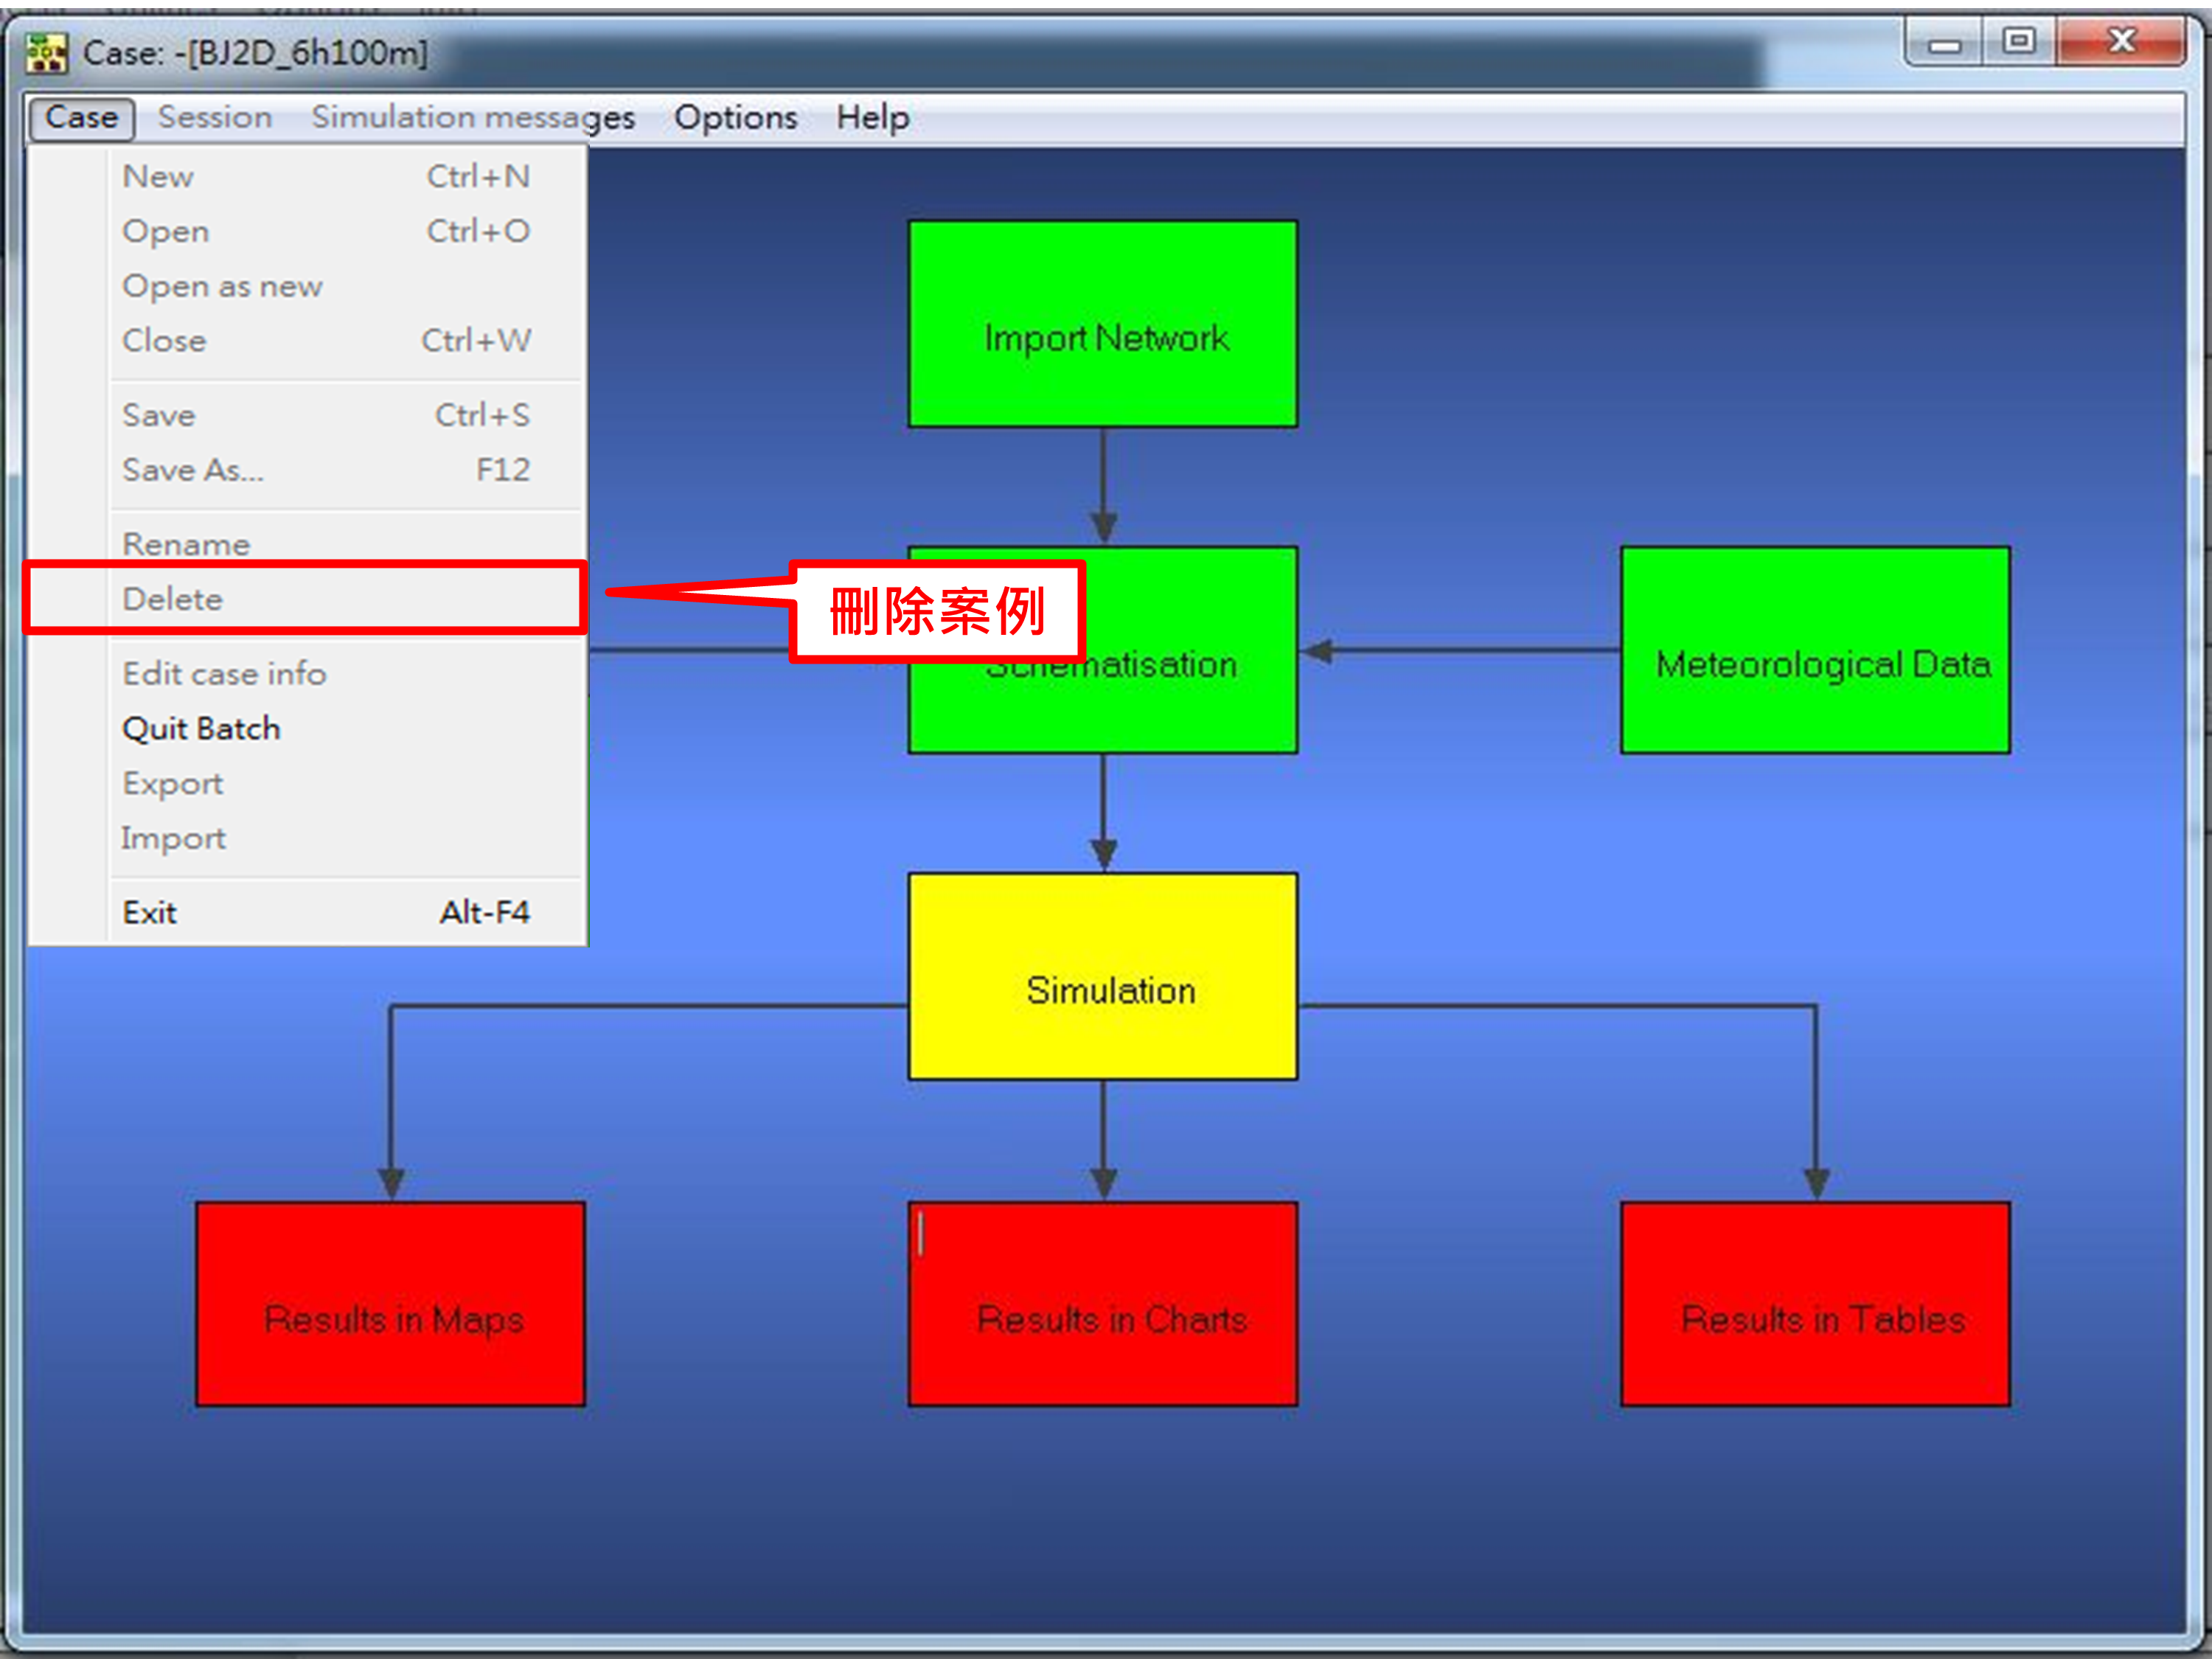 Case: -[BJ2D_6h100m]
Case Session Simulation messages Options Help
New Ctrl+N
Open Ctrl+O
Open as new
Close Ctrl+W
Save Ctrl+S
Save As... F12
Rename
Delete
Edit case info
Quit Batch
Export
Import
Exit Alt-F4
刪除案例
Import Network
Schematisation
Meteorological Data
Simulation
Results in Maps
Results in Charts
Results in Tables